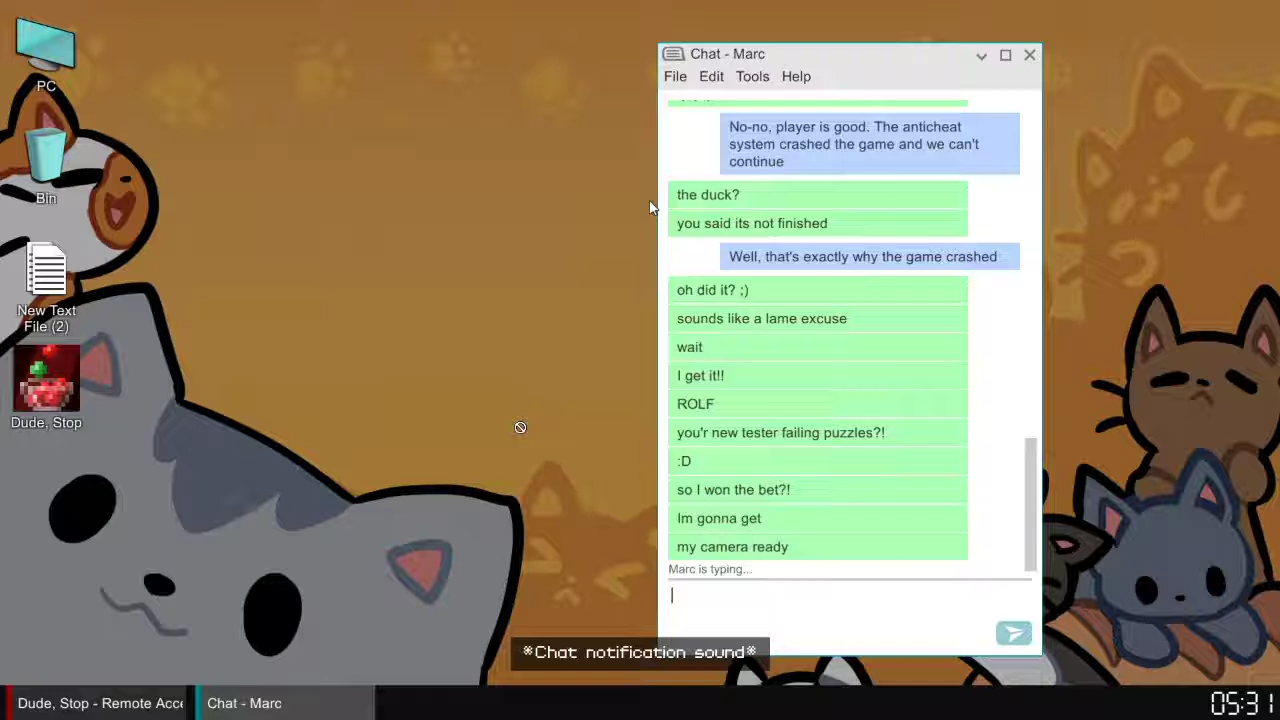 PC
Bin
New Text
File (2)
Dude, Stop
Chat - Marc
File Edit Tools Help
No-no, player is good. The anticheat
system crashed the game and we can't
continue
the duck?
you said its not finished
Well, that's exactly why the game crashed
oh did it? ;)
sounds like a lame excuse
wait
I get it!!
ROLF
you'r new tester failing puzzles?!
:D
so I won the bet?!
Im gonna get
my camera ready
Marc is typing...
*Chat notification sound*
Dude, Stop - Remote Acce
Chat - Marc
05:31